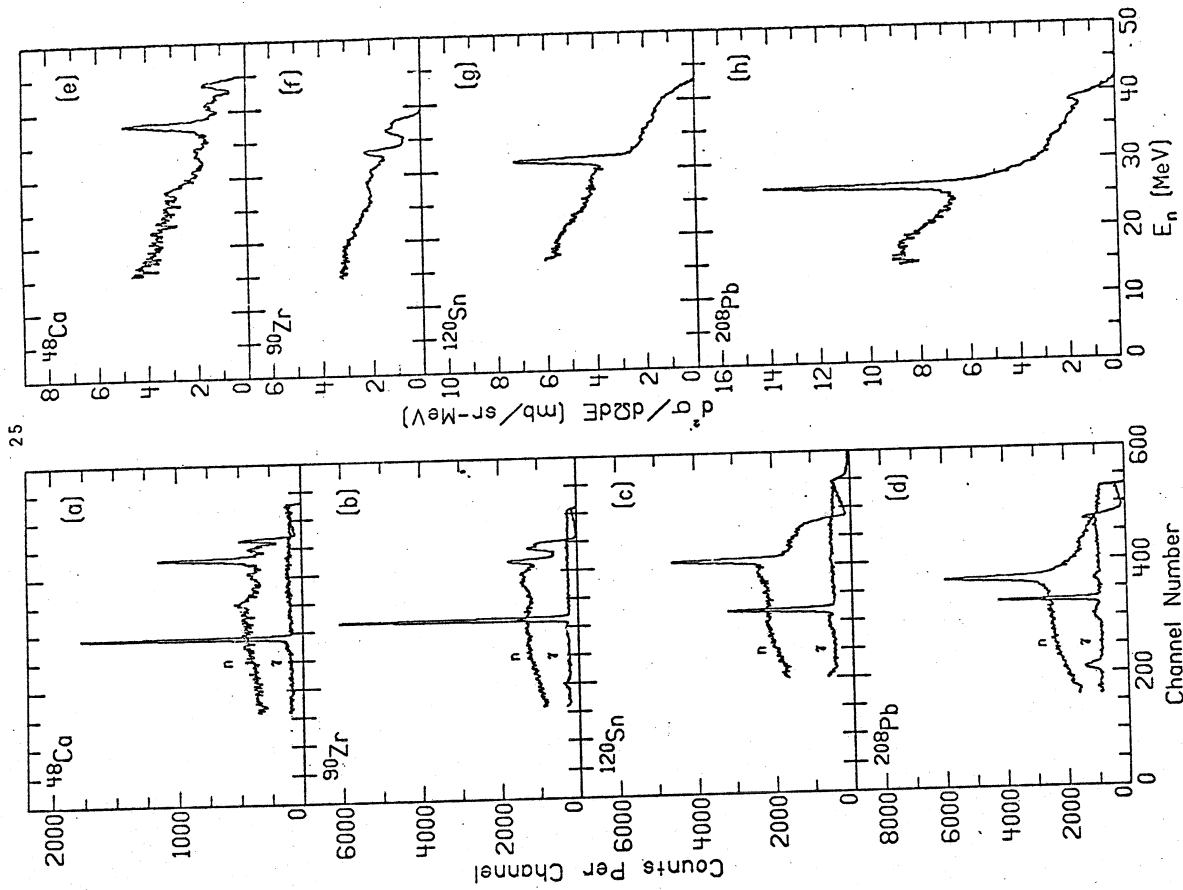 25
⁴⁸Ca
(a)
2000
1000
0
n
γ
⁹⁰Zr
(b)
6000
4000
2000
0
n
γ
¹²⁰Sn
(c)
4000
2000
0
n
γ
²⁰⁸Pb
(d)
6000
4000
2000
0
n
γ
0 200 400 600
Channel Number
Counts Per Channel
⁴⁸Ca
(e)
8
6
4
2
0
⁹⁰Zr
(f)
6
4
2
0
¹²⁰Sn
(g)
8
6
4
2
0
²⁰⁸Pb
(h)
16
14
12
10
8
6
4
2
0
0 10 20 30 40 50
Eₙ (MeV)
d²σ/dΩdE (mb/sr-MeV)